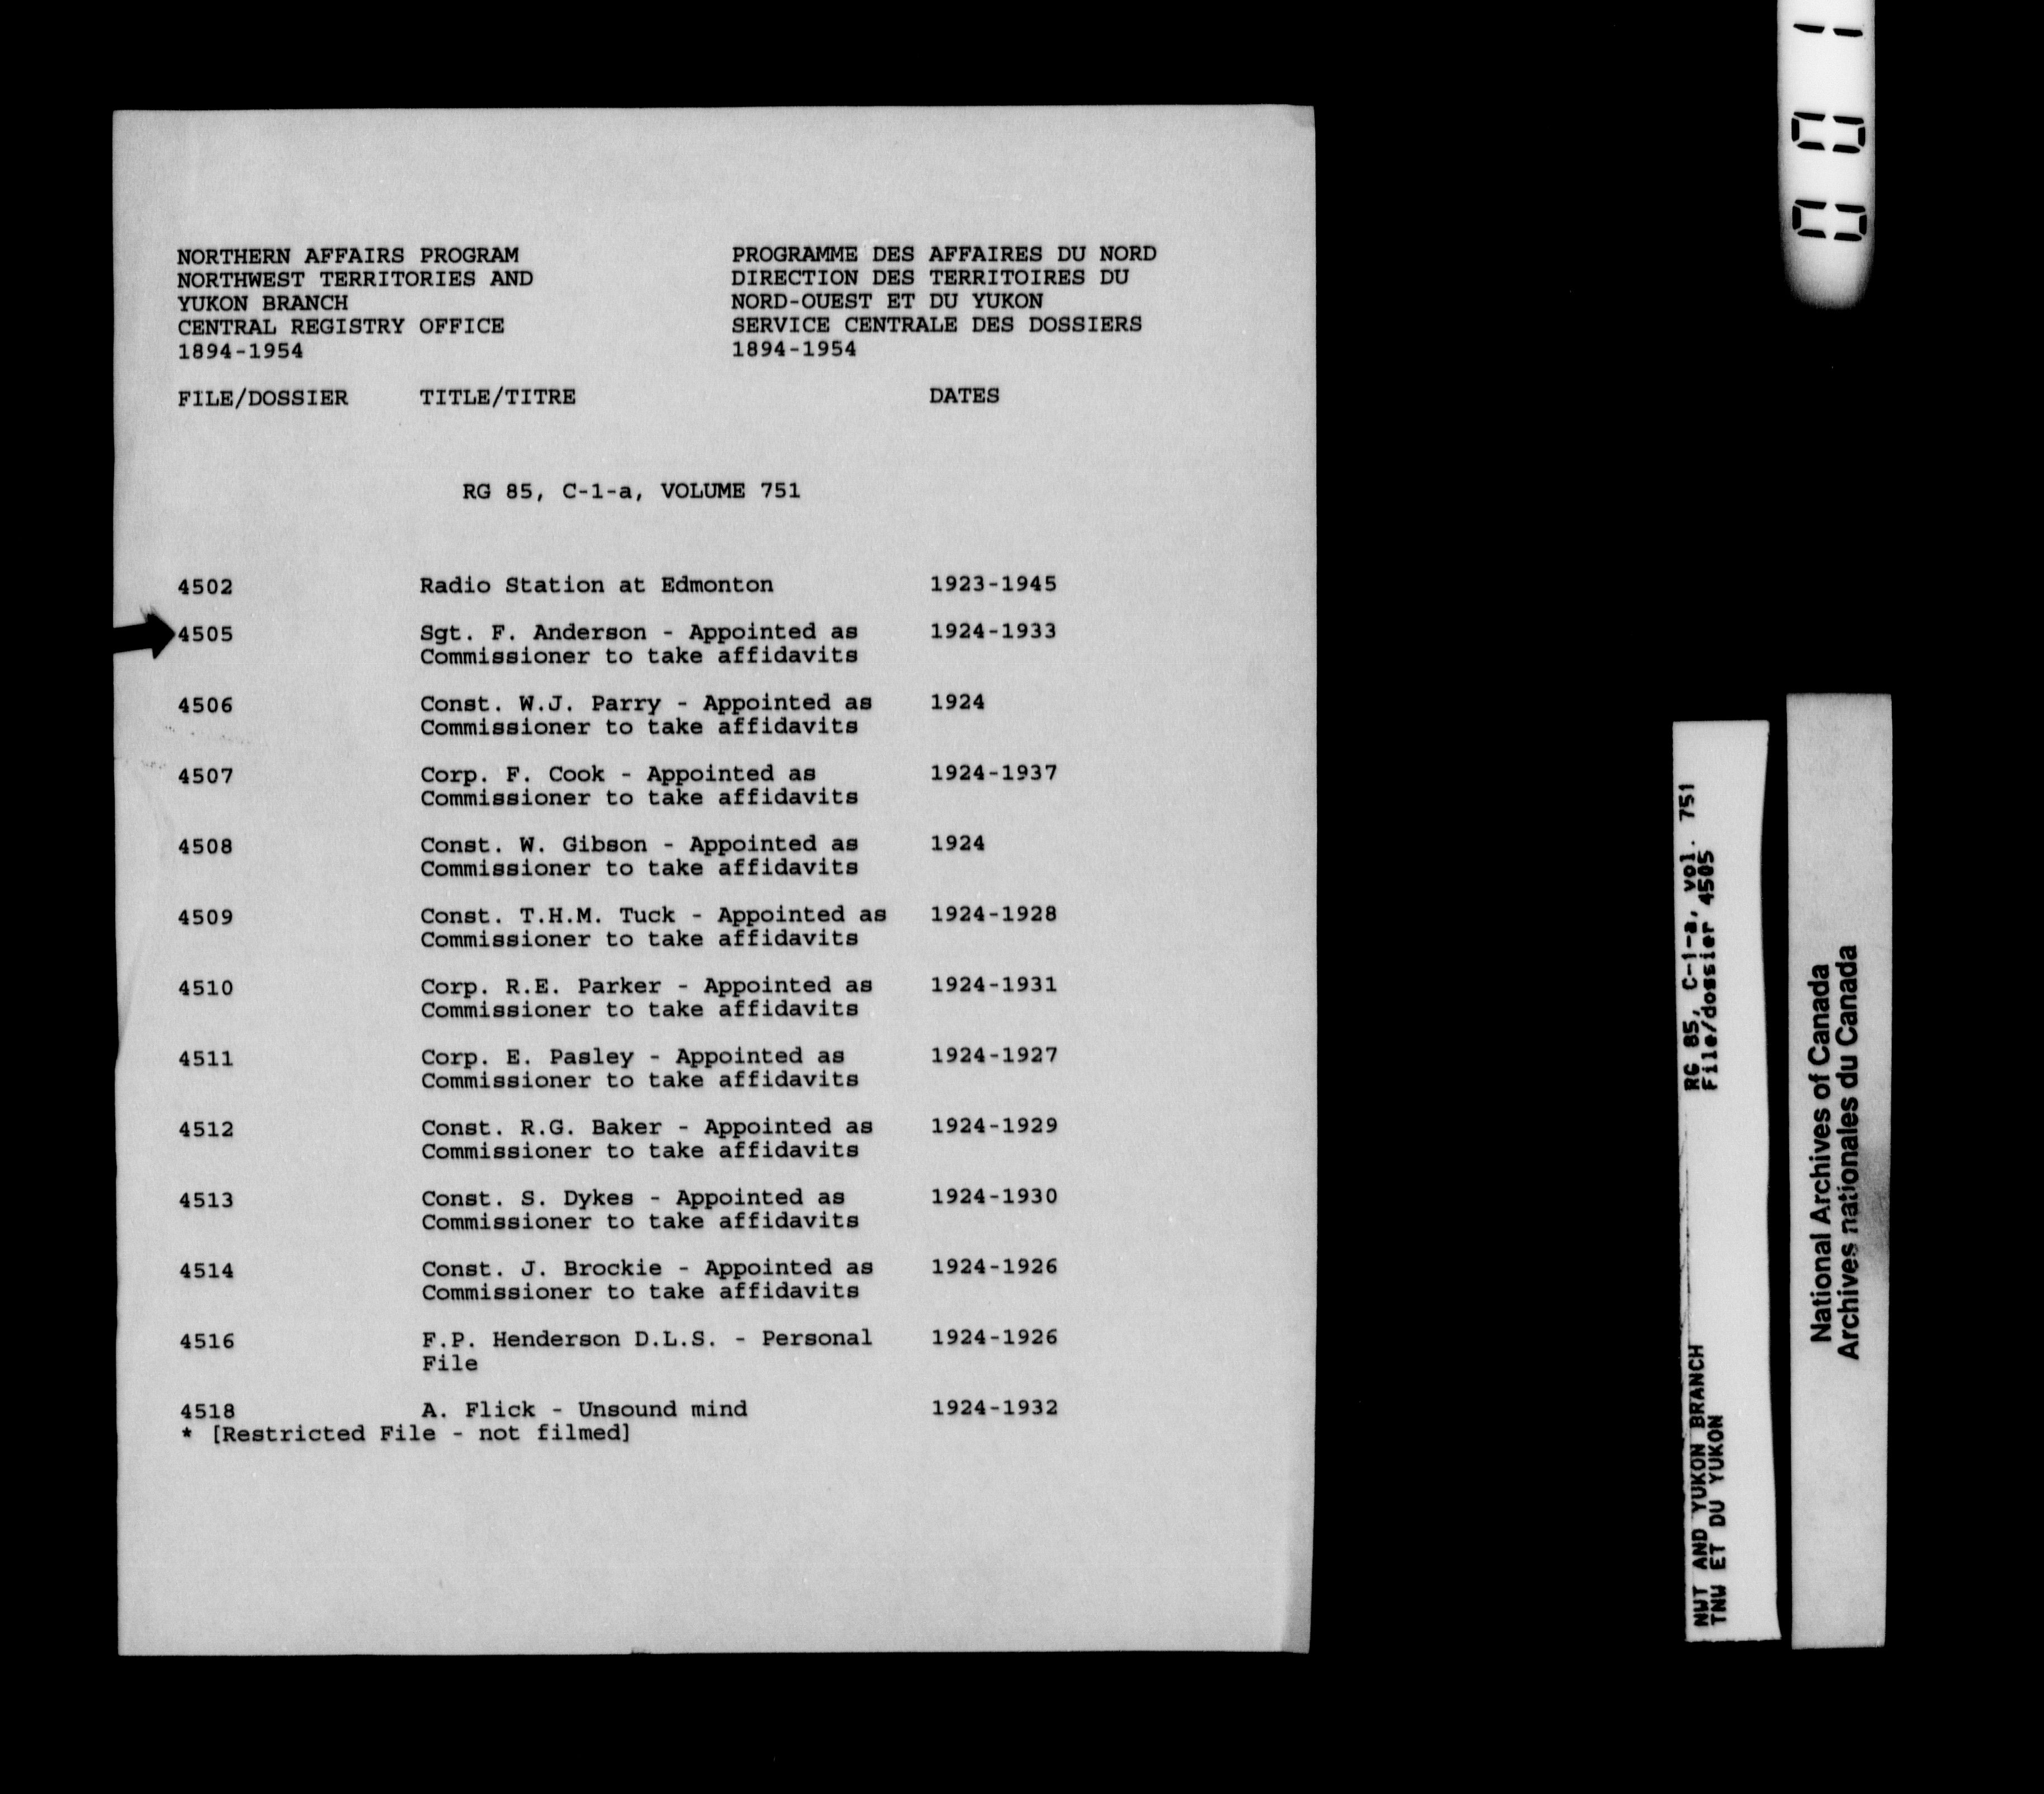 NORTHERN AFFAIRS PROGRAM
NORTHWEST TERRITORIES AND
YUKON BRANCH
CENTRAL REGISTRY OFFICE
1894-1954
PROGRAMME DES AFFAIRES DU NORD
DIRECTION DES TERRITOIRES DU
NORD-OUEST ET DU YUKON
SERVICE CENTRALE DES DOSSIERS
1894-1954
FILE/DOSSIER TITLE/TITRE DATES
RG 85, C-1-a, VOLUME 751
4502 Radio Station at Edmonton 1923-1945
4505 Sgt. F. Anderson - Appointed as 1924-1933
Commissioner to take affidavits
4506 Const. W.J. Parry - Appointed as 1924
Commissioner to take affidavits
4507 Corp. F. Cook - Appointed as 1924-1937
Commissioner to take affidavits
4508 Const. W. Gibson - Appointed as 1924
Commissioner to take affidavits
4509 Const. T.H.M. Tuck - Appointed as 1924-1928
Commissioner to take affidavits
4510 Corp. R.E. Parker - Appointed as 1924-1931
Commissioner to take affidavits
4511 Corp. E. Pasley - Appointed as 1924-1927
Commissioner to take affidavits
4512 Const. R.G. Baker - Appointed as 1924-1929
Commissioner to take affidavits
4513 Const. S. Dykes - Appointed as 1924-1930
Commissioner to take affidavits
4514 Const. J. Brockie - Appointed as 1924-1926
Commissioner to take affidavits
4516 F.P. Henderson D.L.S. - Personal 1924-1926
File
4518 A. Flick - Unsound mind 1924-1932
* [Restricted File - not filmed]
001
NWT AND YUKON BRANCH RG 85, C-1-a, vol. 751
TNW ET DU YUKON File/dossier 4505
National Archives of Canada
Archives nationales du Canada